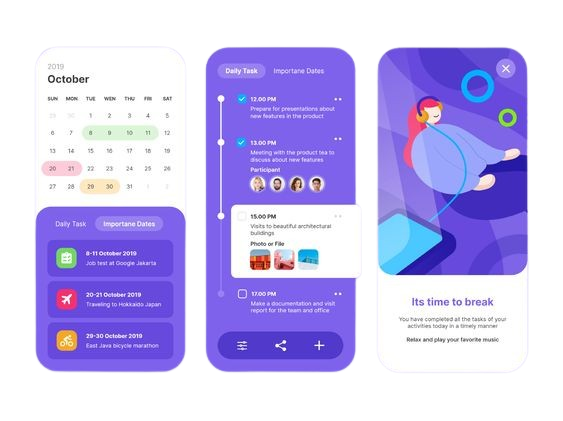 2019
October
SUN MON TUE WED THU FRI SAT
29 30 1 2 3 4 5
6 7 8 9 10 11 12
13 14 15 16 17 18 19
20 21 22 23 24 25 26
27 28 29 30 31 1 2
Daily Task Importane Dates
8-11 October 2019
Job test at Google Jakarta
20-21 October 2019
Traveling to Hokkaido Japan
29-30 October 2019
East Java bicycle marathon
Daily Task Importane Dates
12.00 PM
Prepare for presentations about
new features in the product
13.00 PM
Meeting with the product tea to
discuss about new features
Participant
15.00 PM
Visits to beautiful architectural
buildings
Photo or File
17.00 PM
Make a documentation and visit
report for the team and office
Its time to break
You have completed all the tasks of your
activities today in a timely manner
Relax and play your favorite music